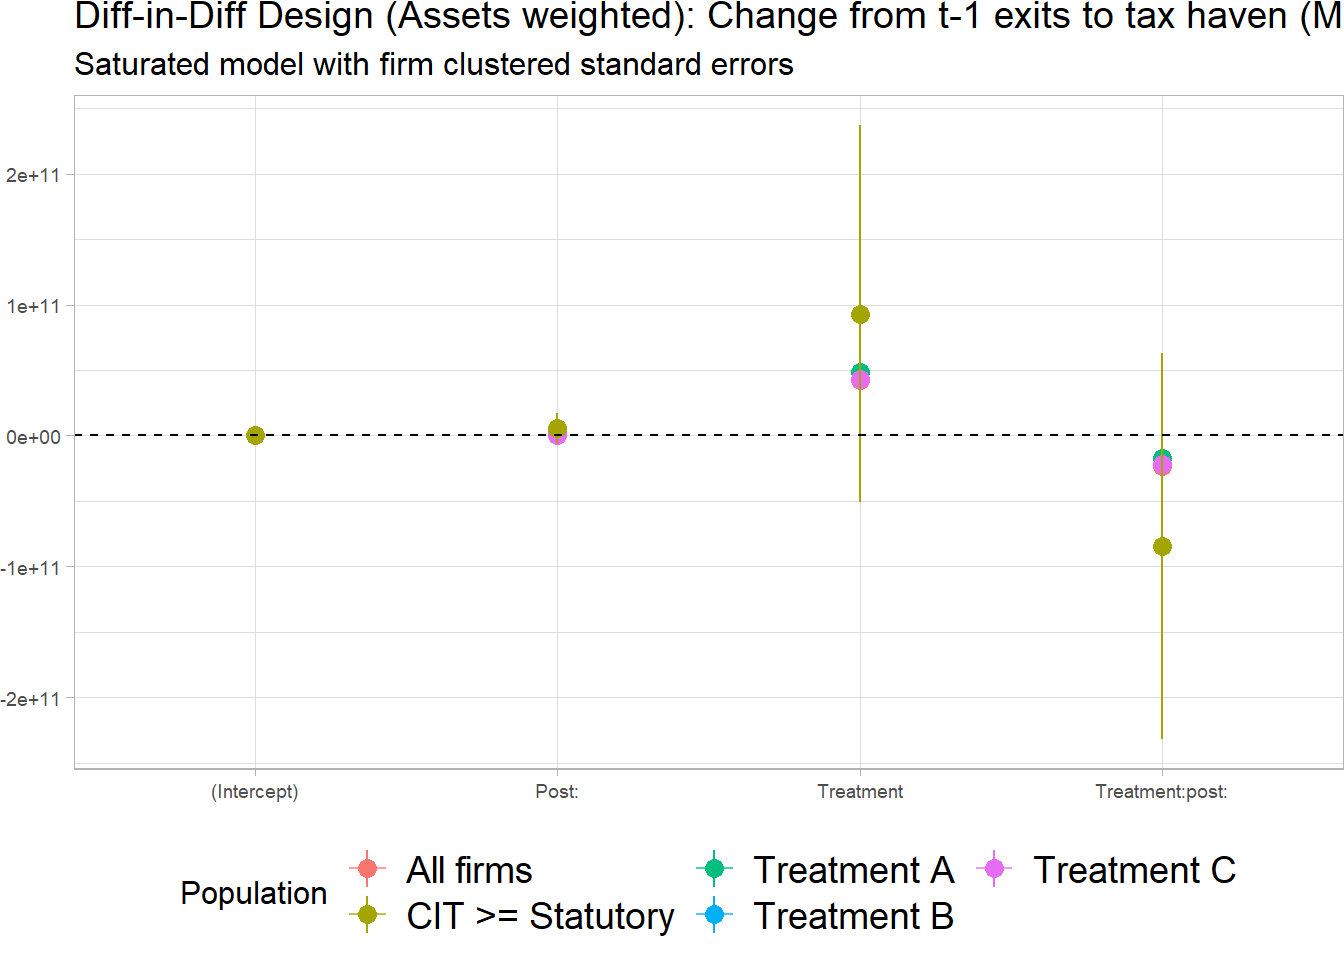 Diff-in-Diff Design (Assets weighted): Change from t-1 exits to tax haven (M
Saturated model with firm clustered standard errors
2e+11
1e+11
0e+00
-1e+11
-2e+11
(Intercept)
Post:
Treatment
Treatment:post:
Population
All firms
CIT >= Statutory
Treatment A
Treatment B
Treatment C